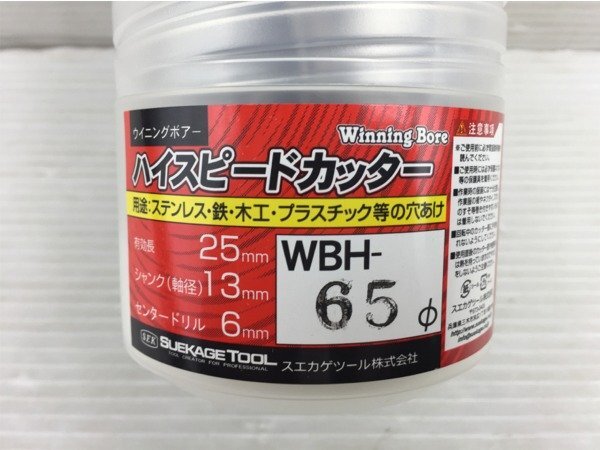 ウイニングボアー
Winning Bore
ハイスピードカッター
用途:ステンレス・鉄・木工・プラスチック等の穴あけ
有効長 25mm
シャンク(軸径) 13mm
センタードリル 6mm
WBH-
65φ
S.E.K SUEKAGE TOOL
TOOL CREATOR FOR PROFESSIONAL
スエカゲツール株式会社
注意事項